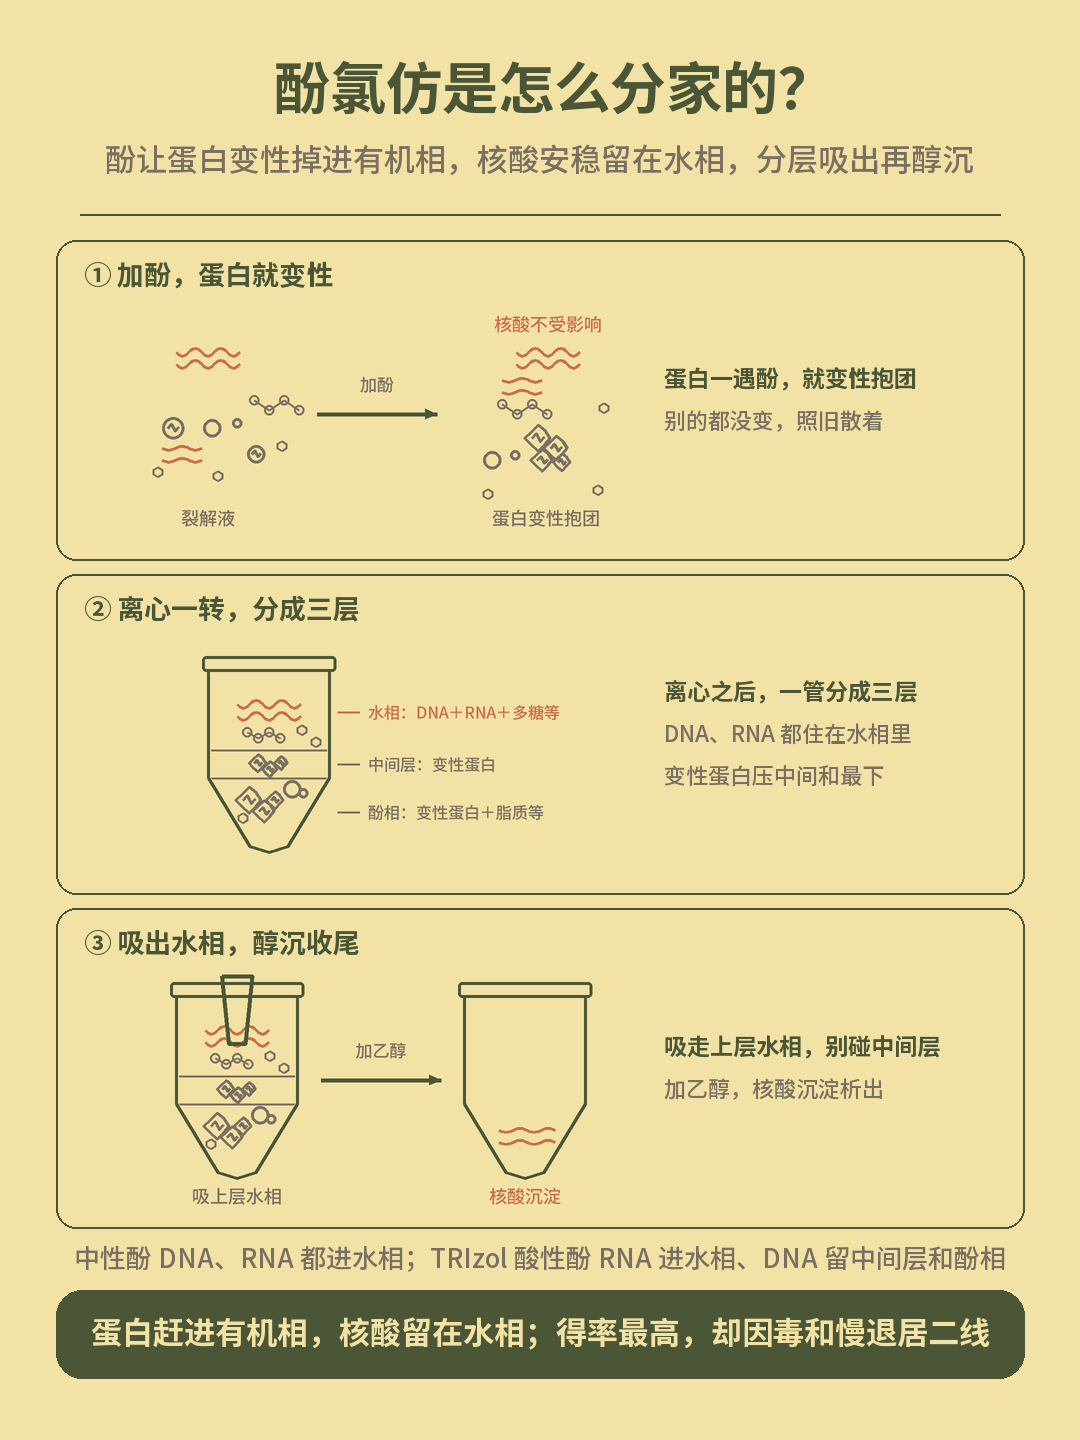 酚氯仿是怎么分家的？
酚让蛋白变性掉进有机相，核酸安稳留在水相，分层吸出再醇沉
① 加酚，蛋白就变性
核酸不受影响
加酚
蛋白一遇酚，就变性抱团
别的都没变，照旧散着
裂解液
蛋白变性抱团
② 离心一转，分成三层
水相：DNA＋RNA＋多糖等
中间层：变性蛋白
酚相：变性蛋白＋脂质等
离心之后，一管分成三层
DNA、RNA 都住在水相里
变性蛋白压中间和最下
③ 吸出水相，醇沉收尾
加乙醇
吸走上层水相，别碰中间层
加乙醇，核酸沉淀析出
吸上层水相
核酸沉淀
中性酚 DNA、RNA 都进水相；TRIzol 酸性酚 RNA 进水相、DNA 留中间层和酚相
蛋白赶进有机相，核酸留在水相；得率最高，却因毒和慢退居二线